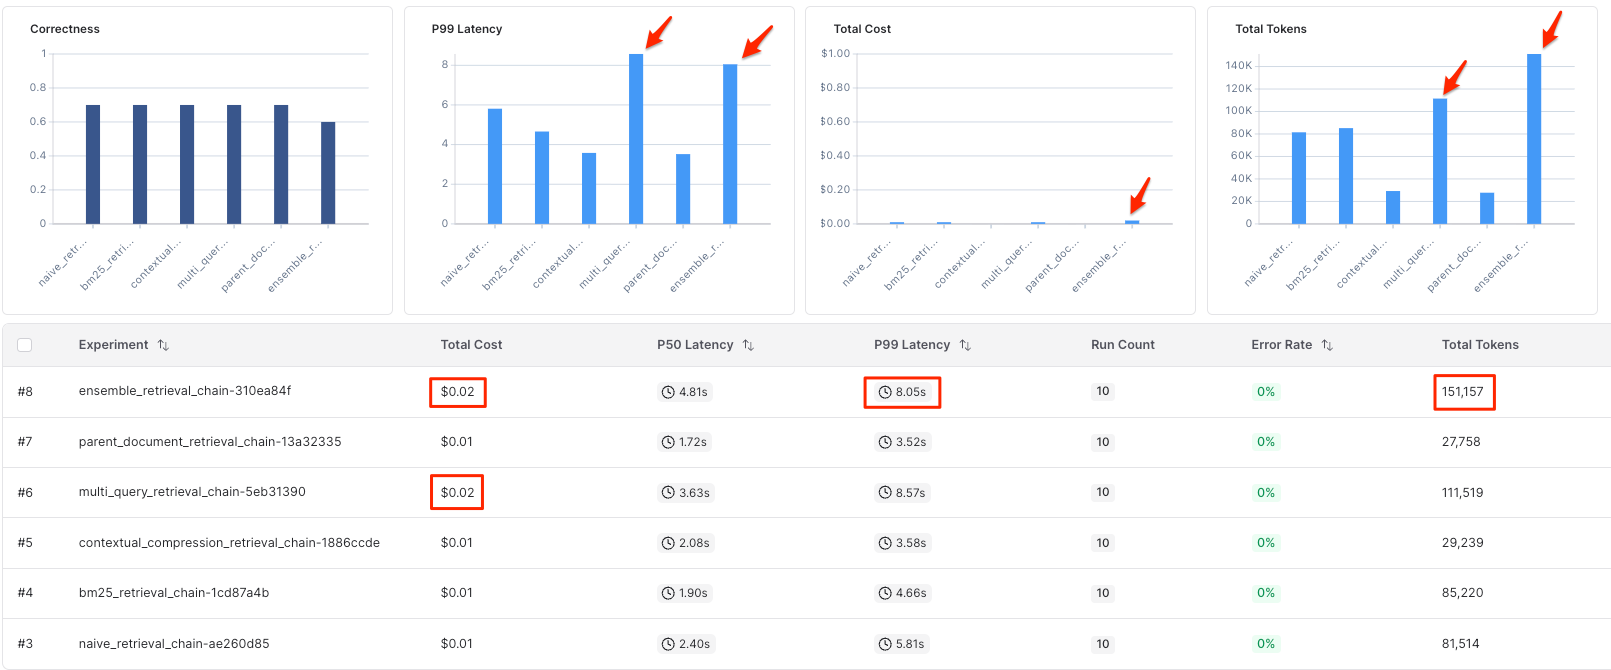 Correctness
1
0.8
0.6
0.4
0.2
0
naive_retr...
bm25_retri...
contextual...
multi_quer...
parent_doc...
ensemble_r...
P99 Latency
8
6
4
2
0
naive_retr...
bm25_retri...
contextual...
multi_quer...
parent_doc...
ensemble_r...
Total Cost
$1.00
$0.80
$0.60
$0.40
$0.20
$0.00
naive_retr...
bm25_retri...
contextual...
multi_quer...
parent_doc...
ensemble_r...
Total Tokens
140K
120K
100K
80K
60K
40K
20K
0
naive_retr...
bm25_retri...
contextual...
multi_quer...
parent_doc...
ensemble_r...
Experiment Total Cost P50 Latency P99 Latency Run Count Error Rate Total Tokens
#8 ensemble_retrieval_chain-310ea84f $0.02 4.81s 8.05s 10 0% 151,157
#7 parent_document_retrieval_chain-13a32335 $0.01 1.72s 3.52s 10 0% 27,758
#6 multi_query_retrieval_chain-5eb31390 $0.02 3.63s 8.57s 10 0% 111,519
#5 contextual_compression_retrieval_chain-1886ccde $0.01 2.08s 3.58s 10 0% 29,239
#4 bm25_retrieval_chain-1cd87a4b $0.01 1.90s 4.66s 10 0% 85,220
#3 naive_retrieval_chain-ae260d85 $0.01 2.40s 5.81s 10 0% 81,514